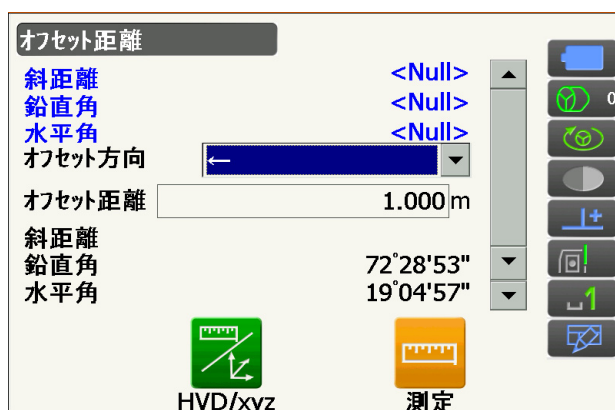 オフセット距離
斜距離 <Null>
鉛直角 <Null>
水平角 <Null>
オフセット方向 ←
オフセット距離 1.000 m
斜距離
鉛直角 72°28'53"
水平角 19°04'57"
0
1
HVD/xyz
測定